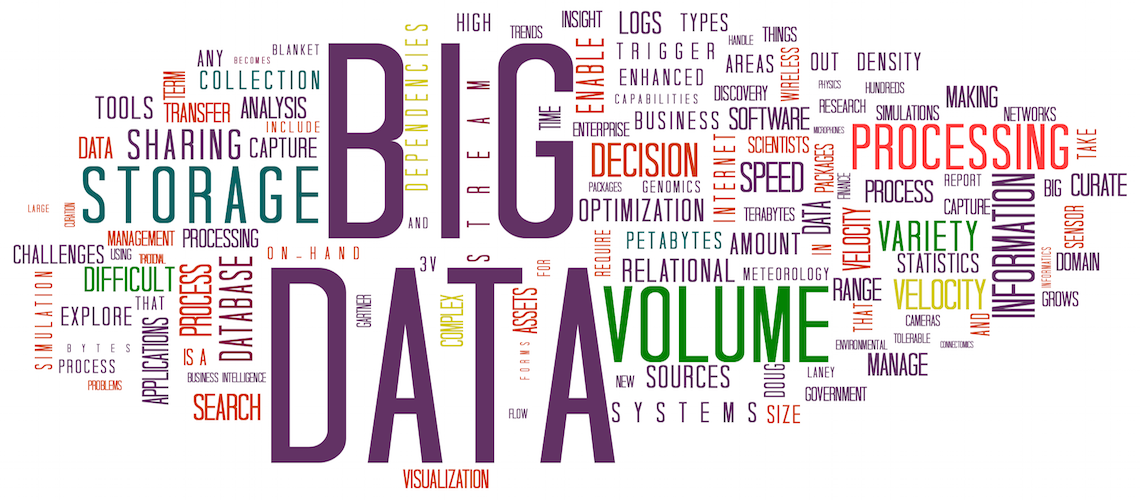 BIG
DATA
HIGH
TRENDS
INSIGHT
LOGS
TYPES
HANDLE
THINGS
BLANKET
BECOMES
ANY
TERM
COLLECTION
DEPENDENCIES
STREAMS
TIME
ENABLE
TRIGGER
AREAS
WIRELESS
OUT
DENSITY
ENHANCED
PHYSICS
HUNDREDS
CAPABILITIES
DISCOVERY
RESEARCH
MAKING
TOOLS
TRANSFER
ANALYSIS
INCLUDE
ENTERPRISE
BUSINESS
SOFTWARE
SIMULATIONS
NETWORKS
MICROPHONES
DATA
SHARING
CAPTURE
DECISION
INTERNET
SCIENTISTS
PACKAGES
PROCESSING
TAKE
STORAGE
PACKAGES
GENOMICS
SPEED
FINANCE
PROCESS
REPORT
INFORMATION
BIG
CURATE
LARGE
CURATION
AND
OPTIMIZATION
TERABYTES
DATA
CAPTURE
SENSOR
MANAGEMENT
PROCESSING
REQUIRE
PETABYTES
AMOUNT
IN
VELOCITY
VARIETY
CHALLENGES
USING
TRADITIONAL
ON-HAND
3V
FOR
RELATIONAL
METEOROLOGY
STATISTICS
INFORMATICS
DOMAIN
SIMULATION
DIFFICULT
PROCESS
DATABASE
GARTNER
COMPLEX
ASSETS
VOLUME
RANGE
VELOCITY
GROWS
THAT
EXPLORE
APPLICATIONS
THAT
CAMERAS
AND
BYTES
IS A
FORMS
ENVIRONMENTAL
TOLERABLE
CONNECTOMICS
PROCESS
PROBLEMS
BUSINESS INTELLIGENCE
NEW
SOURCES
DOUG
LANEY
MANAGE
SEARCH
FLOW
SYSTEMS
SIZE
GOVERNMENT
VISUALIZATION